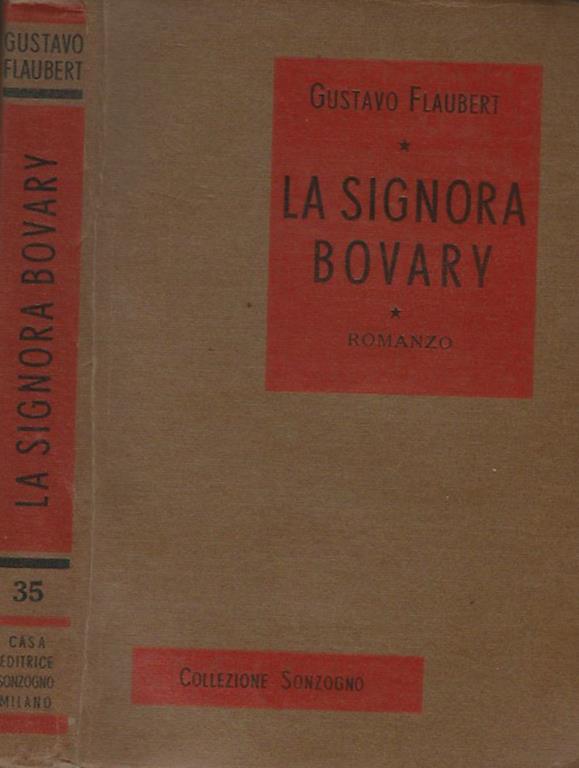 GUSTAVO
FLAUBERT
LA SIGNORA BOVARY
35
CASA
EDITRICE
SONZOGNO
MILANO
GUSTAVO FLAUBERT
★
LA SIGNORA
BOVARY
★
ROMANZO
COLLEZIONE SONZOGNO